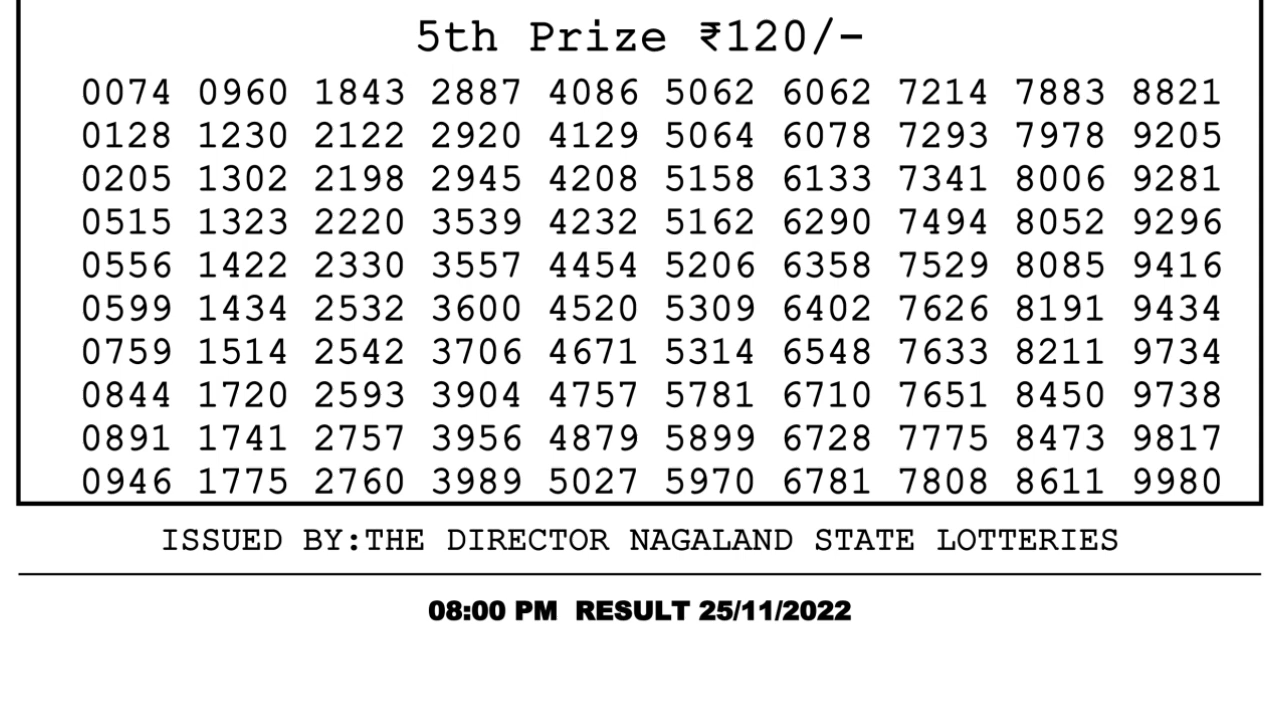 5th Prize ₹120/-
0074 0960 1843 2887 4086 5062 6062 7214 7883 8821
0128 1230 2122 2920 4129 5064 6078 7293 7978 9205
0205 1302 2198 2945 4208 5158 6133 7341 8006 9281
0515 1323 2220 3539 4232 5162 6290 7494 8052 9296
0556 1422 2330 3557 4454 5206 6358 7529 8085 9416
0599 1434 2532 3600 4520 5309 6402 7626 8191 9434
0759 1514 2542 3706 4671 5314 6548 7633 8211 9734
0844 1720 2593 3904 4757 5781 6710 7651 8450 9738
0891 1741 2757 3956 4879 5899 6728 7775 8473 9817
0946 1775 2760 3989 5027 5970 6781 7808 8611 9980
ISSUED BY:THE DIRECTOR NAGALAND STATE LOTTERIES
08:00 PM RESULT 25/11/2022